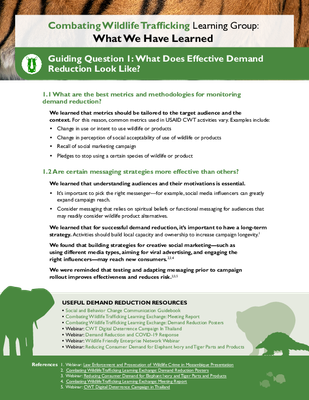 Combating Wildlife Trafficking Learning Group:
What We Have Learned
Guiding Question 1: What Does Effective Demand
Reduction Look Like?
1.1 What are the best metrics and methodologies for monitoring
demand reduction?
We learned that metrics should be tailored to the target audience and the
context. For this reason, common metrics used in USAID CWT activities vary. Examples include:
• Change in use or intent to use wildlife or products
• Change in perception of social acceptability of use of wildlife or products
• Recall of social marketing campaign
• Pledges to stop using a certain species of wildlife or product
1.2 Are certain messaging strategies more effective than others?
We learned that understanding audiences and their motivations is essential.
• It's important to pick the right messenger—for example, social media influencers can greatly
expand campaign reach.
• Consider messaging that relies on spiritual beliefs or functional messaging for audiences that
may readily consider wildlife product alternatives.
We learned that for successful demand reduction, it's important to have a long-term
strategy. Activities should build local capacity and ownership to increase campaign longevity.
We found that building strategies for creative social marketing—such as
using different media types, aiming for viral advertising, and engaging the
right influencers—may reach new consumers.
We were reminded that testing and adapting messaging prior to campaign
rollout improves effectiveness and reduces risk.
USEFUL DEMAND REDUCTION RESOURCES
• Social and Behavior Change Communication Guidebook
• Combating Wildlife Trafficking Learning Exchange: Meeting Report
• Combating Wildlife Trafficking Learning Exchange Demand Reduction Posters
• Webinar: CWT Digital Deterrence Campaign in Thailand
• Webinar: Demand Reduction and COVID-19 Response
• Webinar: Wildlife Friendly Enterprise Network Webinar
• Webinar: Reducing Consumer Demand for Elephant Ivory and Tiger Parts and Products
References 1. Webinar: Law Enforcement and Prosecution of Wildlife Crime in Mozambique Presentation
2. Combating Wildlife Trafficking Learning Exchange Demand Reduction Posters
3. Webinar: Reducing Consumer Demand for Elephant Ivory and Tiger Parts and Products
4. Combating Wildlife Trafficking Learning Exchange: Meeting Report
5. Webinar: CWT Digital Deterrence Campaign in Thailand